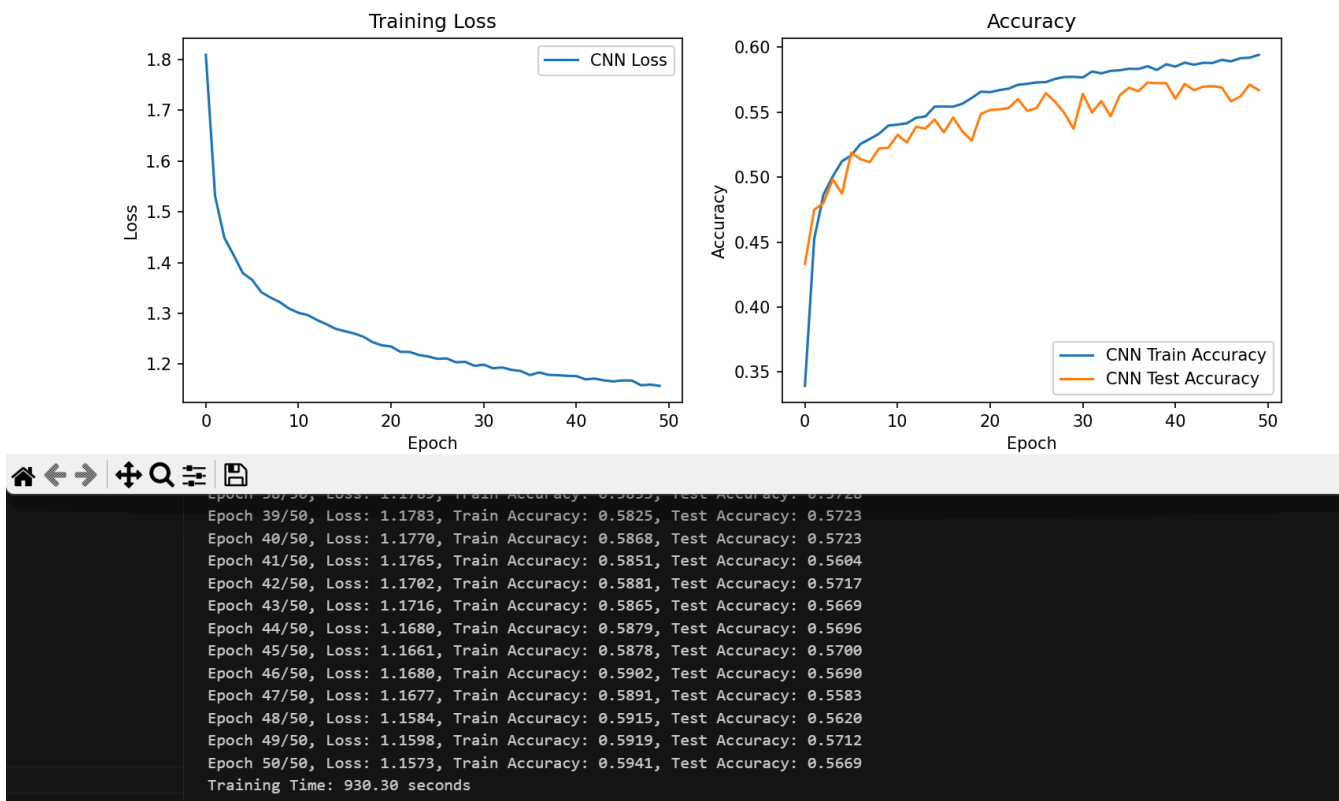 Training Loss
CNN Loss
1.8
1.7
1.6
1.5
1.4
1.3
1.2
Loss
0 10 20 30 40 50
Epoch
Accuracy
0.60
0.55
0.50
0.45
0.40
0.35
Accuracy
CNN Train Accuracy
CNN Test Accuracy
0 10 20 30 40 50
Epoch
Epoch 39/50, Loss: 1.1783, Train Accuracy: 0.5825, Test Accuracy: 0.5723
Epoch 40/50, Loss: 1.1770, Train Accuracy: 0.5868, Test Accuracy: 0.5723
Epoch 41/50, Loss: 1.1765, Train Accuracy: 0.5851, Test Accuracy: 0.5604
Epoch 42/50, Loss: 1.1702, Train Accuracy: 0.5881, Test Accuracy: 0.5717
Epoch 43/50, Loss: 1.1716, Train Accuracy: 0.5865, Test Accuracy: 0.5669
Epoch 44/50, Loss: 1.1680, Train Accuracy: 0.5879, Test Accuracy: 0.5696
Epoch 45/50, Loss: 1.1661, Train Accuracy: 0.5878, Test Accuracy: 0.5700
Epoch 46/50, Loss: 1.1680, Train Accuracy: 0.5902, Test Accuracy: 0.5690
Epoch 47/50, Loss: 1.1677, Train Accuracy: 0.5891, Test Accuracy: 0.5583
Epoch 48/50, Loss: 1.1584, Train Accuracy: 0.5915, Test Accuracy: 0.5620
Epoch 49/50, Loss: 1.1598, Train Accuracy: 0.5919, Test Accuracy: 0.5712
Epoch 50/50, Loss: 1.1573, Train Accuracy: 0.5941, Test Accuracy: 0.5669
Training Time: 930.30 seconds